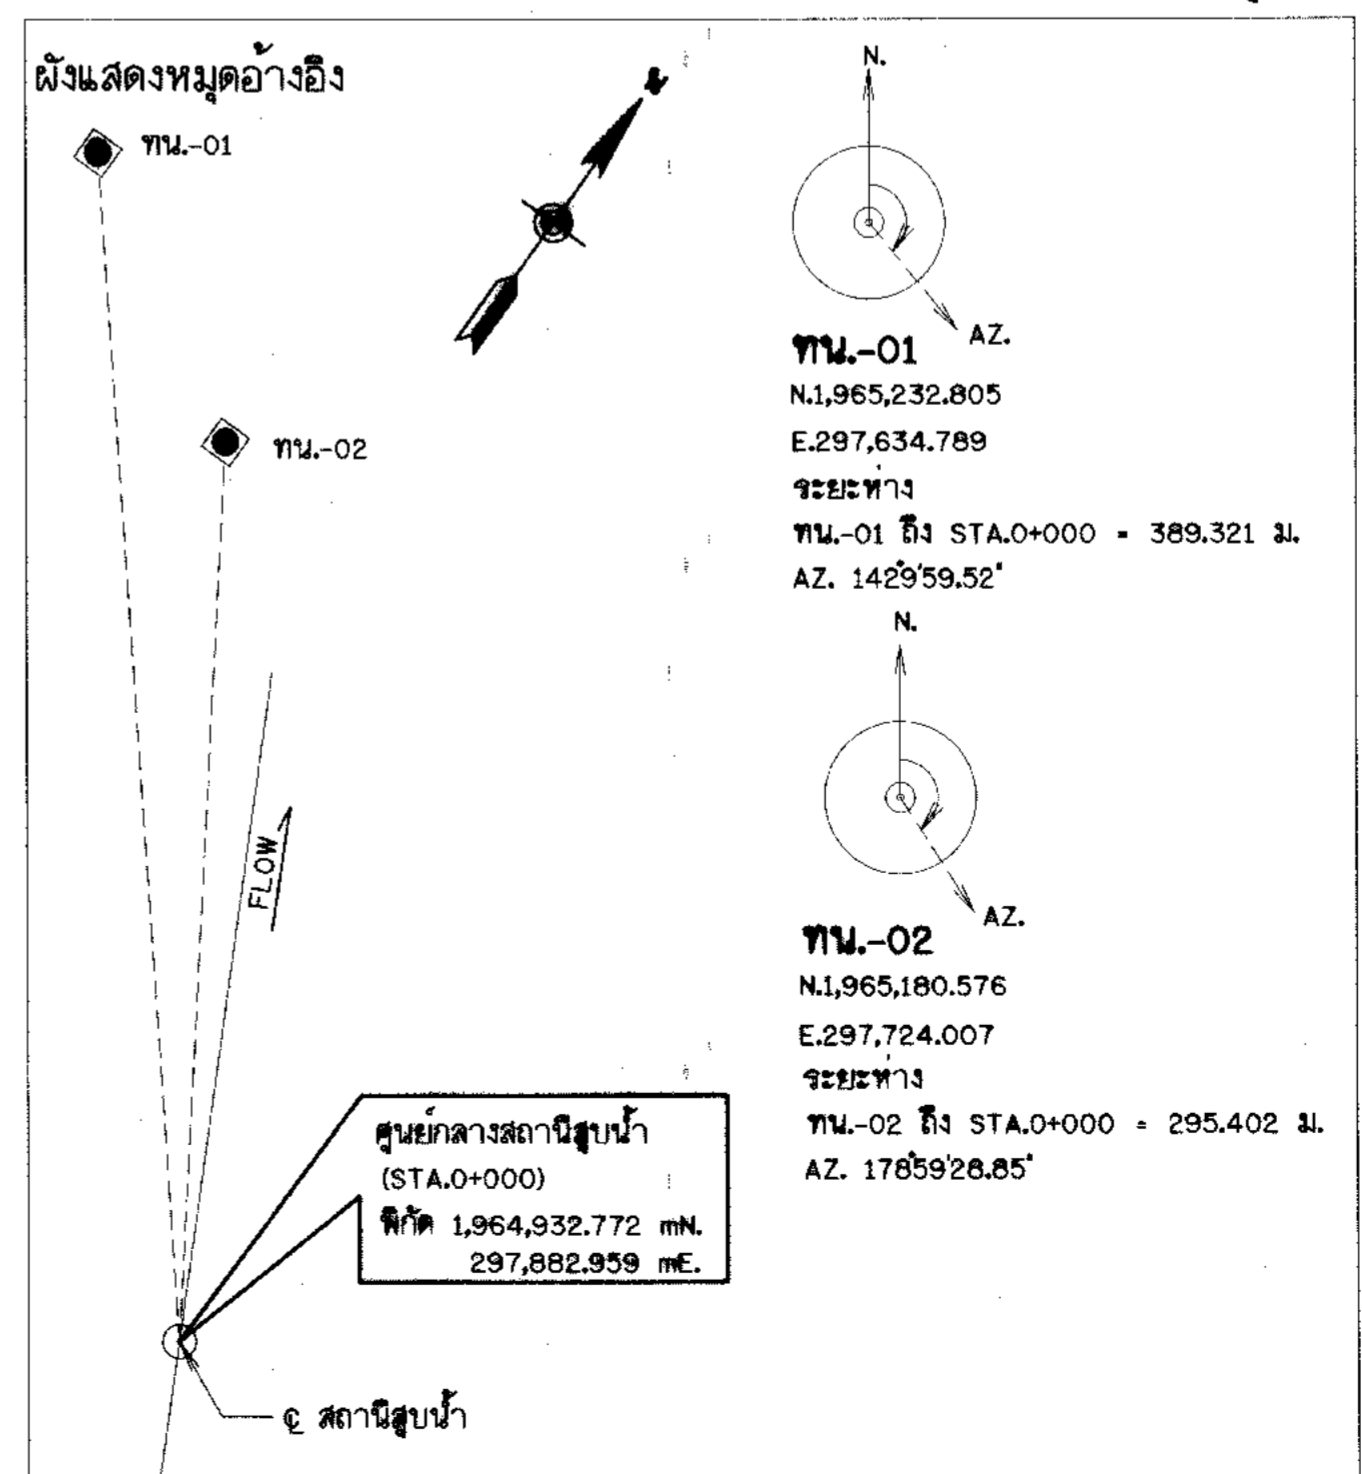 ผังแสดงหมุดอ้างอิง
ทน.-01
ทน.-02
FLOW
ศูนย์กลางสถานีสูบน้ำ
(STA.0+000)
พิกัด 1,964,932.772 mN.
297,882.959 mE.
℄ สถานีสูบน้ำ
N.
AZ.
ทน.-01
N.1,965,232.805
E.297,634.789
ระยะห่าง
ทน.-01 ถึง STA.0+000 = 389.321 ม.
AZ. 142°9'59.52"
N.
AZ.
ทน.-02
N.1,965,180.576
E.297,724.007
ระยะห่าง
ทน.-02 ถึง STA.0+000 = 295.402 ม.
AZ. 178°59'28.85"